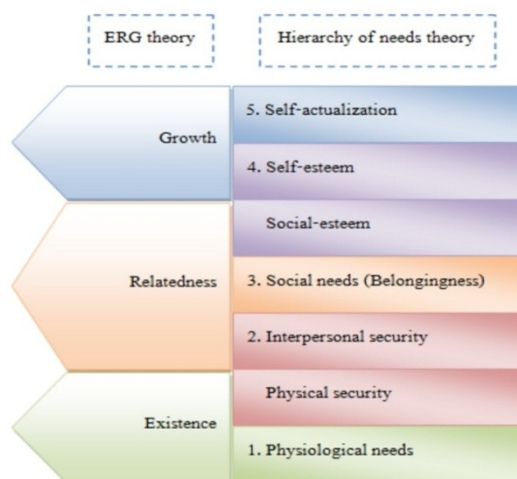 ERG theory
Hierarchy of needs theory
Growth
5. Self-actualization
4. Self-esteem
Social-esteem
Relatedness
3. Social needs (Belongingness)
2. Interpersonal security
Physical security
Existence
1. Physiological needs